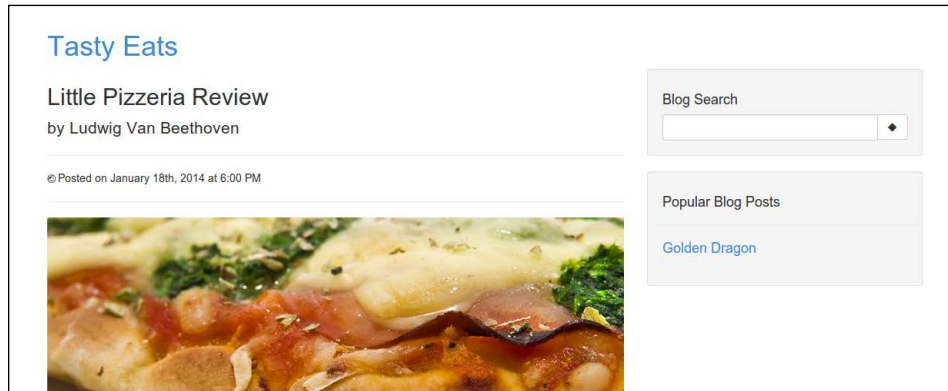 Tasty Eats
Little Pizzeria Review
by Ludwig Van Beethoven
Posted on January 18th, 2014 at 6:00 PM
Blog Search
Popular Blog Posts
Golden Dragon